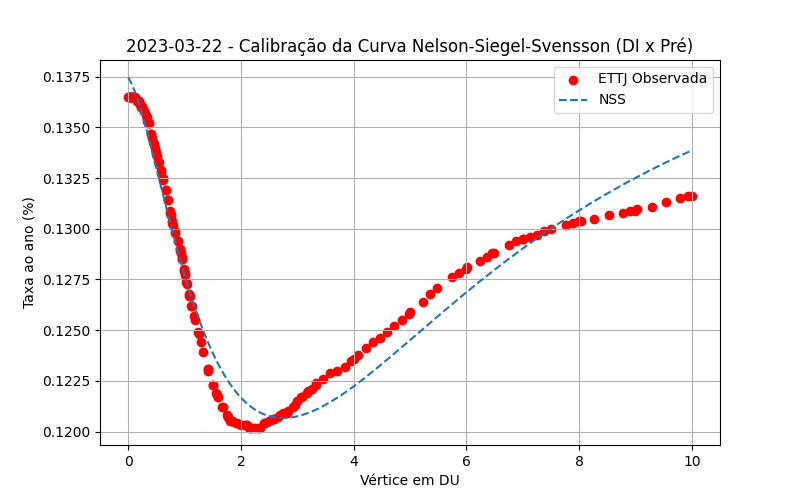 2023-03-22 - Calibração da Curva Nelson-Siegel-Svensson (DI x Pré)
ETTJ Observada
NSS
Taxa ao ano (%)
0.1375
0.1350
0.1325
0.1300
0.1275
0.1250
0.1225
0.1200
0 2 4 6 8 10
Vértice em DU